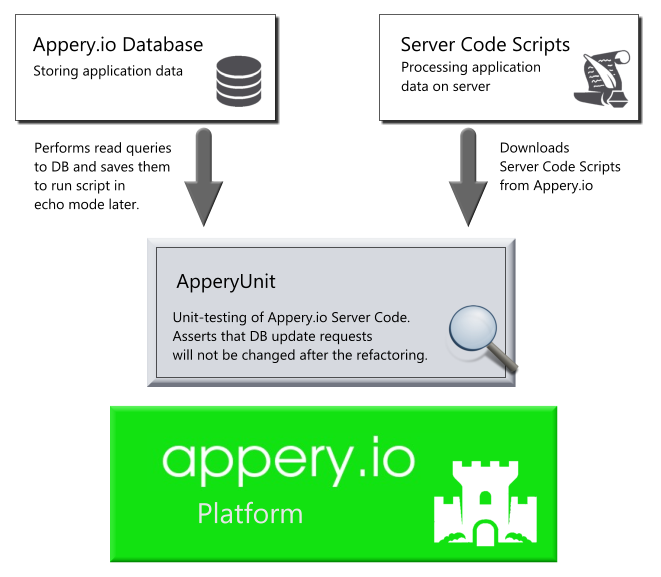 Appery.io Database
Storing application data
Server Code Scripts
Processing application
data on server
Performs read queries
to DB and saves them
to run script in
echo mode later.
Downloads
Server Code Scripts
from Appery.io
ApperyUnit
Unit-testing of Appery.io Server Code.
Asserts that DB update requests
will not be changed after the refactoring.
appery.io
Platform